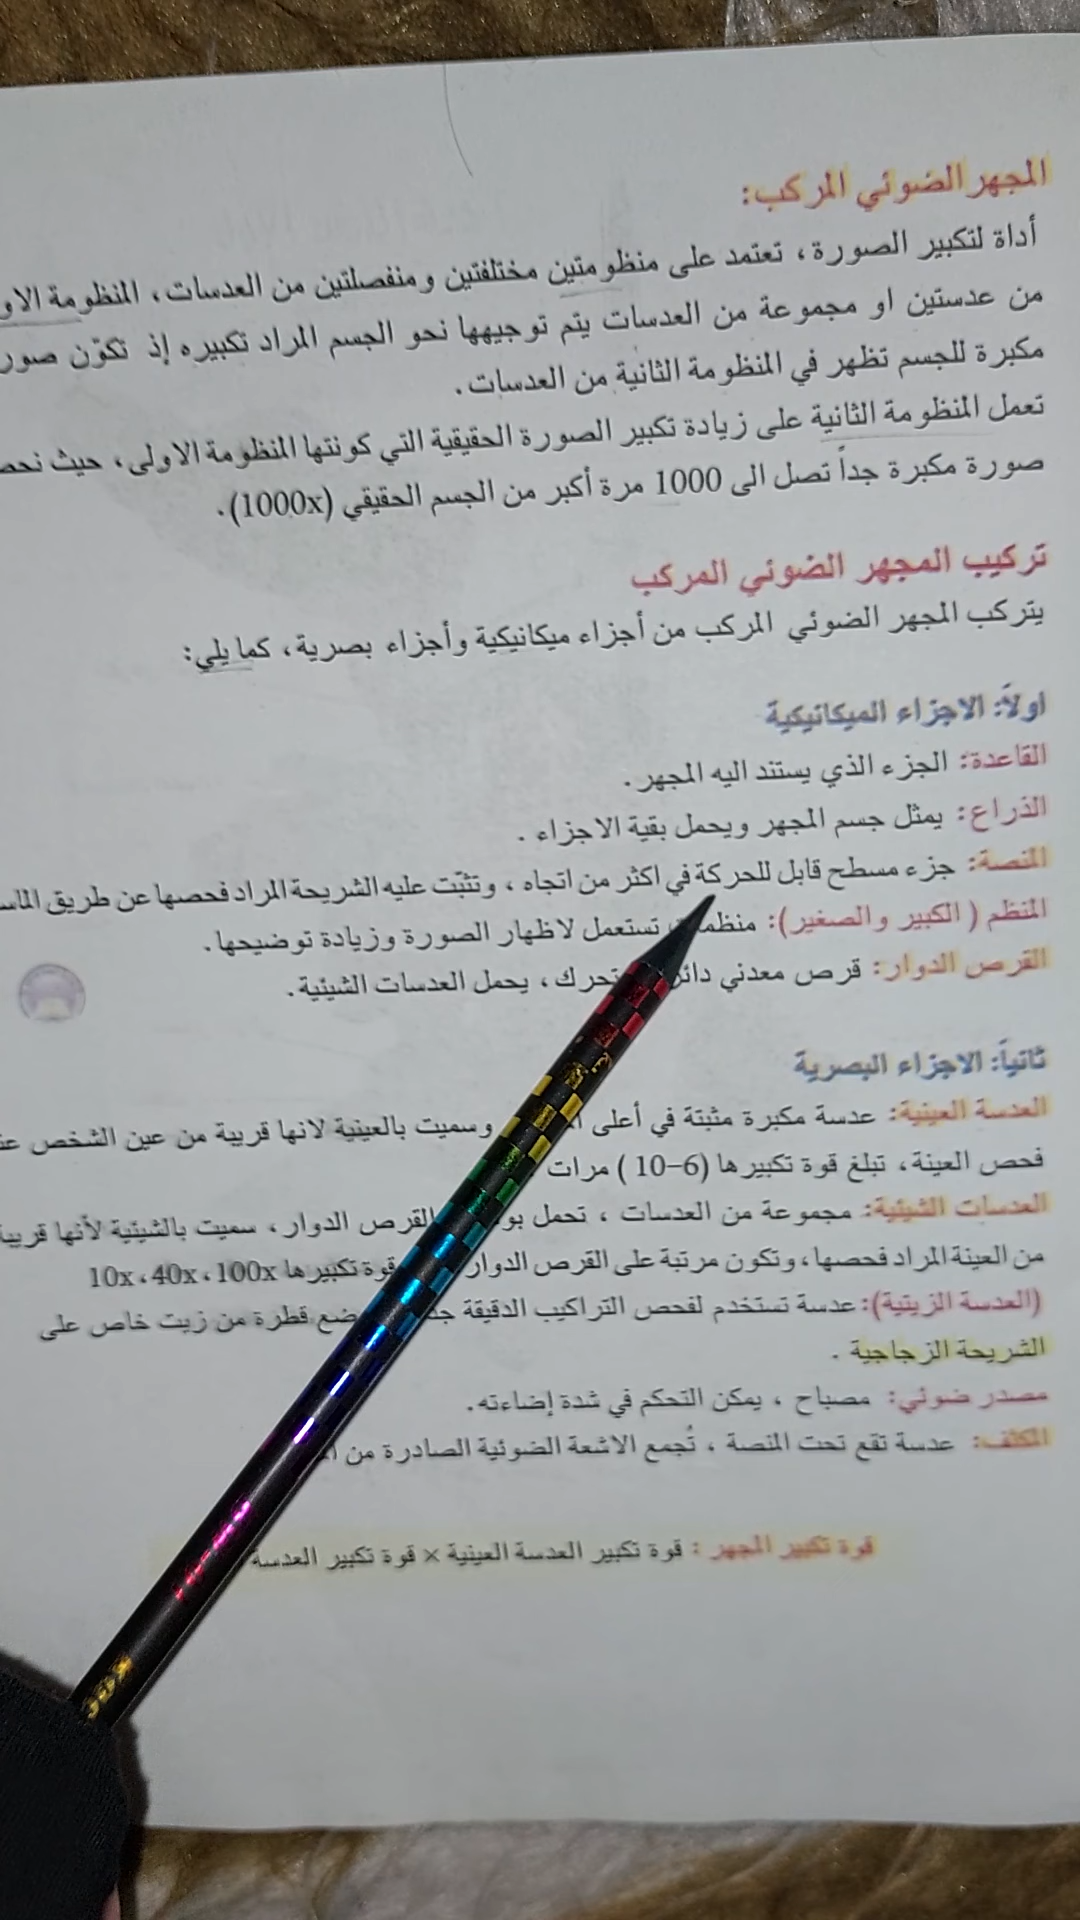 المجهر الضوئي المركب:
أداة لتكبير الصورة، تعتمد على منظومتين مختلفتين ومنفصلتين من العدسات، المنظومة
من عدستين او مجموعة من العدسات يتم توجيهها نحو الجسم المراد تكبيره إذ تكوّن
مكبرة للجسم تظهر في المنظومة الثانية من العدسات.
تعمل المنظومة الثانية على زيادة تكبير الصورة الحقيقية التي كونتها المنظومة الاولى، حيث
صورة مكبرة جداً تصل الى 1000 مرة أكبر من الجسم الحقيقي (1000x).
تركيب المجهر الضوئي المركب
يتركب المجهر الضوئي المركب من أجزاء ميكانيكية وأجزاء بصرية، كما يلي:
اولاً: الاجزاء الميكانيكية
القاعدة: الجزء الذي يستند اليه المجهر.
الذراع: يمثل جسم المجهر ويحمل بقية الاجزاء .
المنصة: جزء مسطح قابل للحركة في اكثر من اتجاه ، وتثبّت عليه الشريحة المراد فحصها عن طريق
المنظم ( الكبير والصغير): تستعمل لاظهار الصورة وزيادة توضيحها.
القرص الدوار: قرص معدني ، يحمل العدسات الشيئية.
ثانياً: الاجزاء البصرية
العدسة العينية: عدسة مكبرة مثبتة في أعلى وسميت بالعينية لانها قريبة من عين الشخص
فحص العينة، تبلغ قوة تكبيرها (6-10 ) مرات
العدسات الشيئية: مجموعة من العدسات ، تحمل القرص الدوار، سميت بالشيئية لأنها
من العينة المراد فحصها، وتكون مرتبة على القرص الدوار قوة تكبيرها 10x، 40x، 100x
(العدسة الزيتية): عدسة تستخدم لفحص التراكيب الدقيقة قطرة من زيت خاص على
الشريحة الزجاجية .
مصدر ضوئي: مصباح ، يمكن التحكم في شدة إضاءته.
المكثف: عدسة تقع تحت المنصة ، تُجمع الاشعة الضوئية الصادرة من
قوة تكبير المجهر : قوة تكبير العدسة العينية × قوة تكبير العدسة